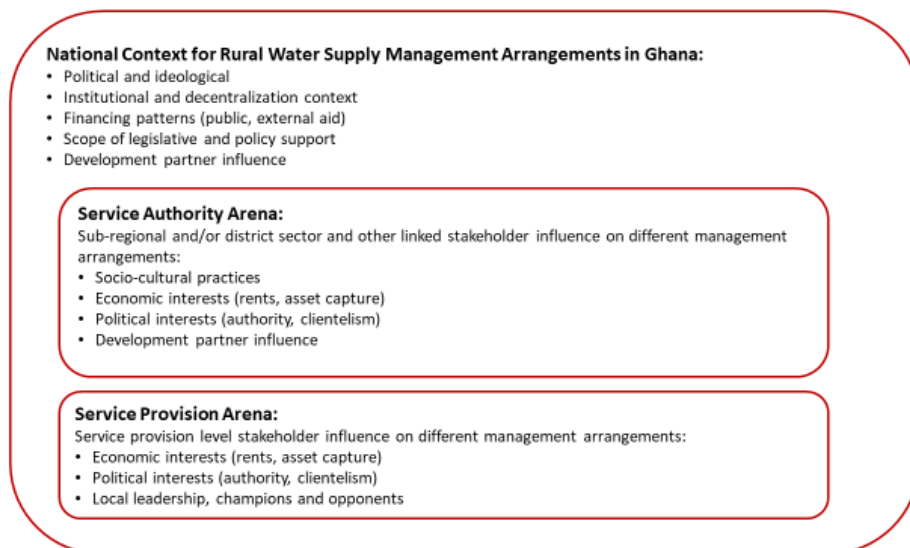 National Context for Rural Water Supply Management Arrangements in Ghana:
• Political and ideological
• Institutional and decentralization context
• Financing patterns (public, external aid)
• Scope of legislative and policy support
• Development partner influence
Service Authority Arena:
Sub-regional and/or district sector and other linked stakeholder influence on different management
arrangements:
• Socio-cultural practices
• Economic interests (rents, asset capture)
• Political interests (authority, clientelism)
• Development partner influence
Service Provision Arena:
Service provision level stakeholder influence on different management arrangements:
• Economic interests (rents, asset capture)
• Political interests (authority, clientelism)
• Local leadership, champions and opponents